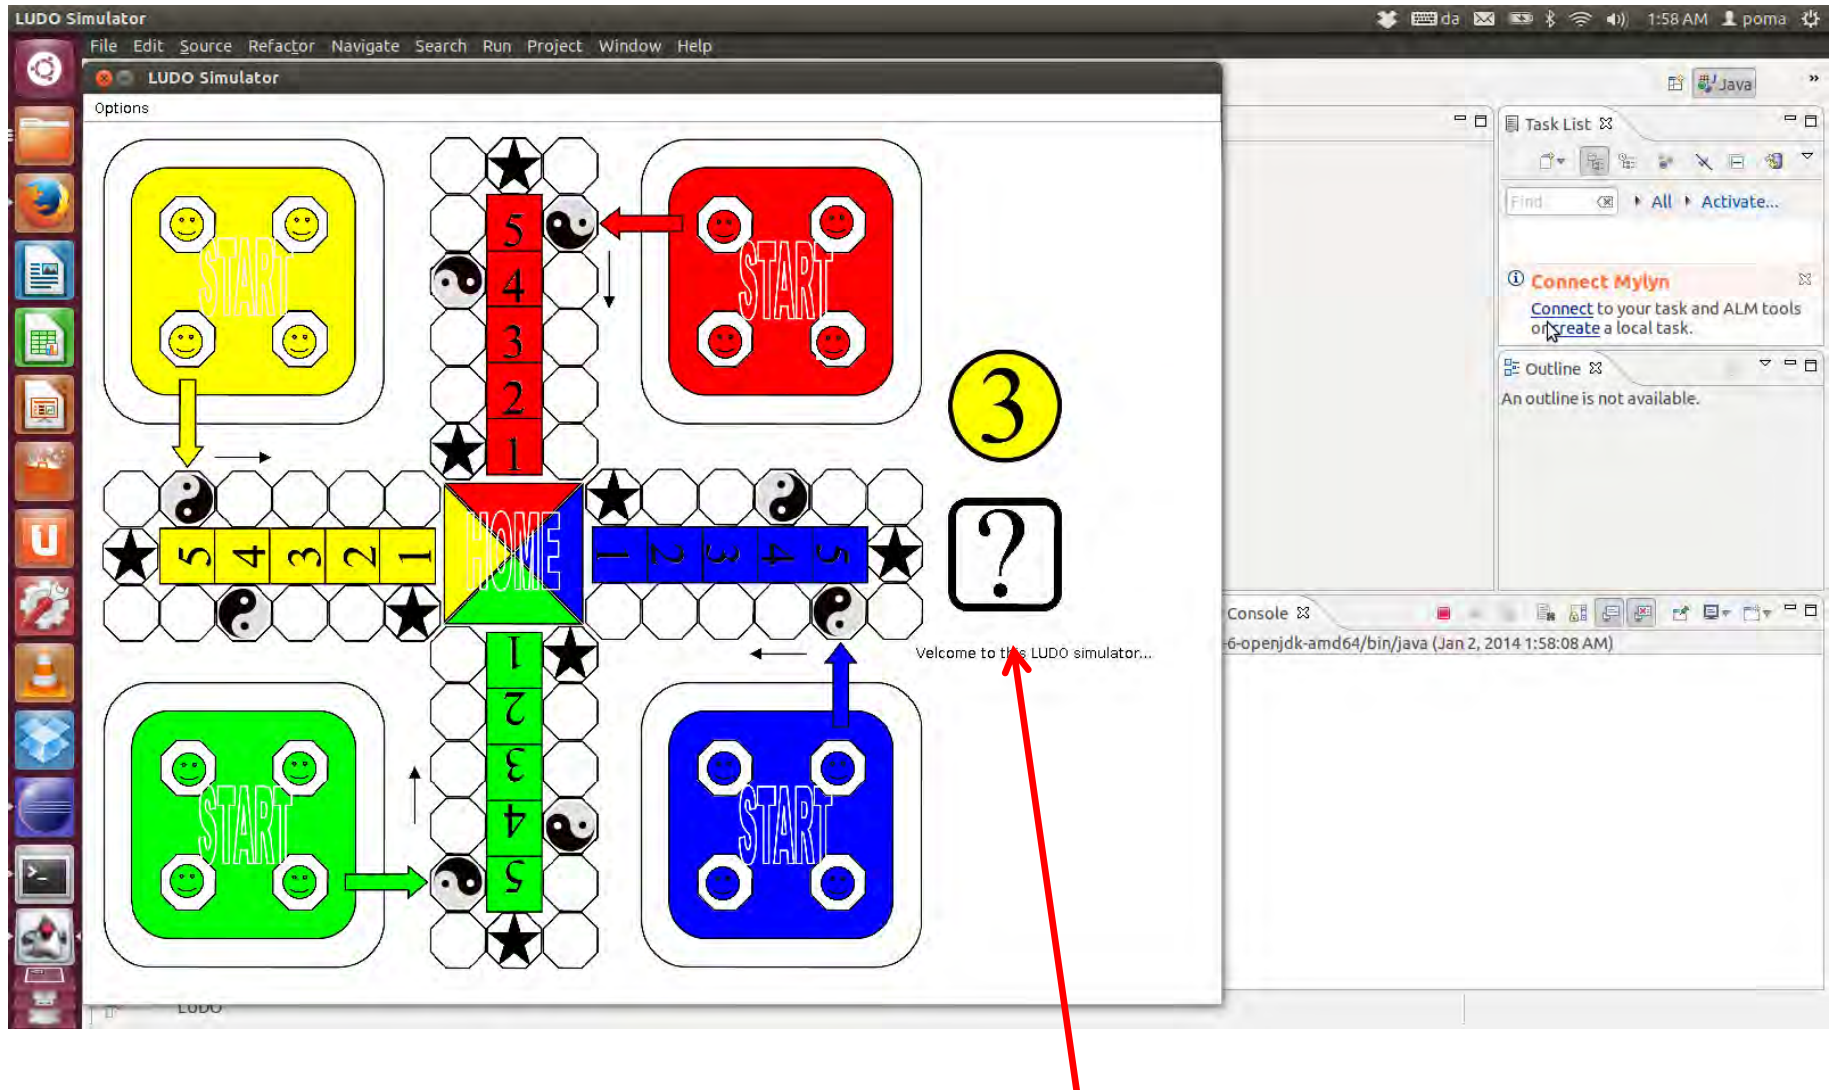 LUDO Simulator
da
1:58 AM
poma
File Edit Source Refactor Navigate Search Run Project Window Help
LUDO Simulator
Java
»
Options
Task List
Find
All
Activate...
START
5
START
4
Connect Mylyn
Connect to your task and ALM tools
or create a local task.
3
2
3
Outline
An outline is not available.
1
5 4 3 2 1
HOME
1 2 3 4 5
?
Console
-6-openjdk-amd64/bin/java (Jan 2, 2014 1:58:08 AM)
1
Velcome to this LUDO simulator...
2
3
START
4
START
5
LUDO